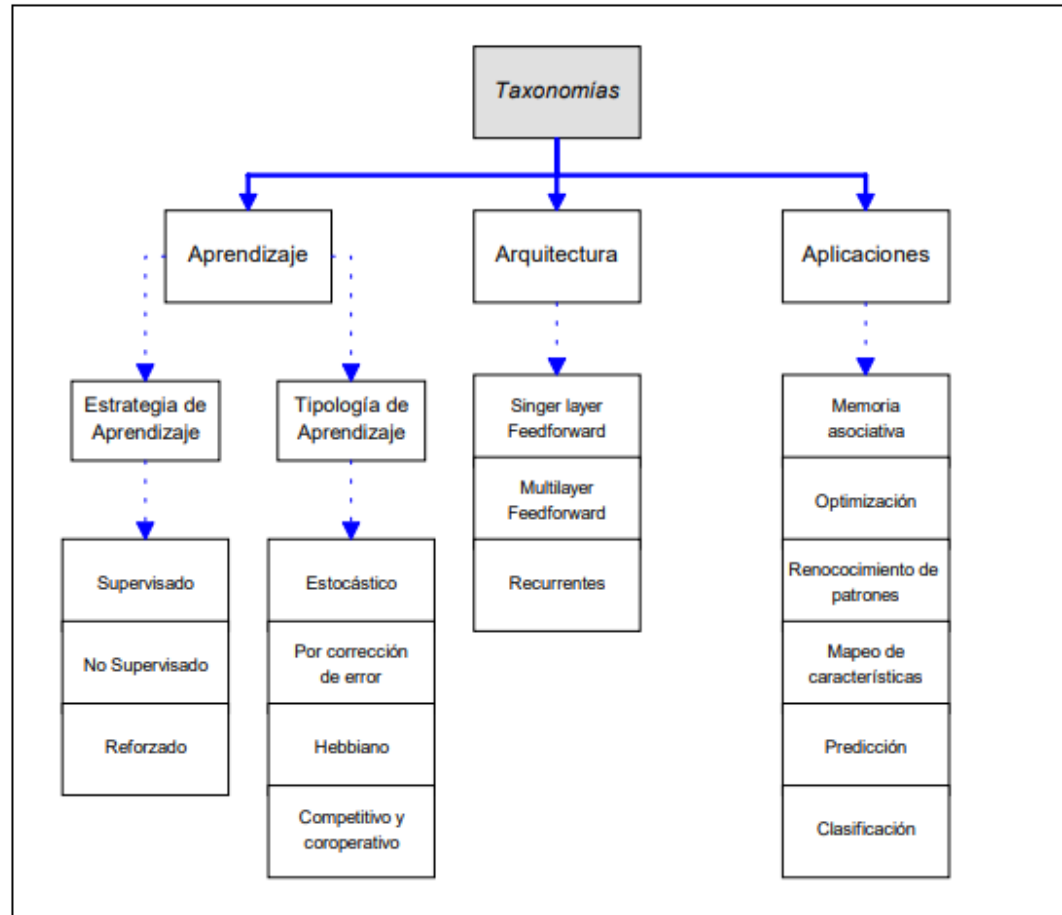 Taxonomías
Aprendizaje
Arquitectura
Aplicaciones
Estrategia de
Aprendizaje
Tipología de
Aprendizaje
Supervisado
No Supervisado
Reforzado
Estocástico
Por corrección
de error
Hebbiano
Competitivo y
coroperativo
Singer layer
Feedforward
Multilayer
Feedforward
Recurrentes
Memoria
asociativa
Optimización
Renococimiento de
patrones
Mapeo de
características
Predicción
Clasificación